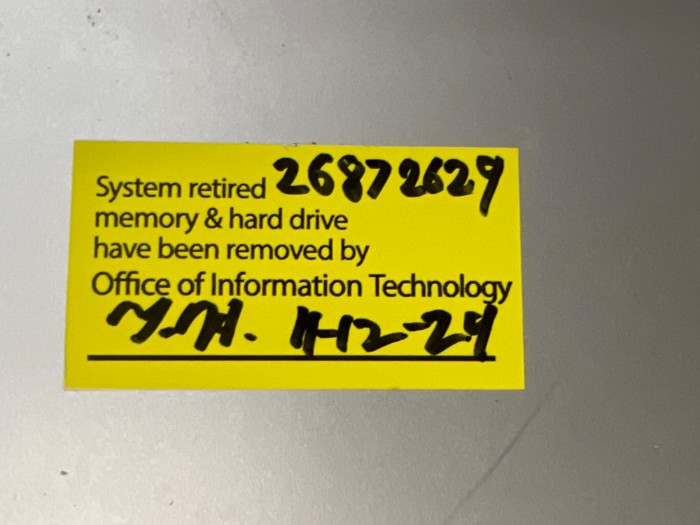 System retired 26872629
memory & hard drive
have been removed by
Office of Information Technology
11-12-24